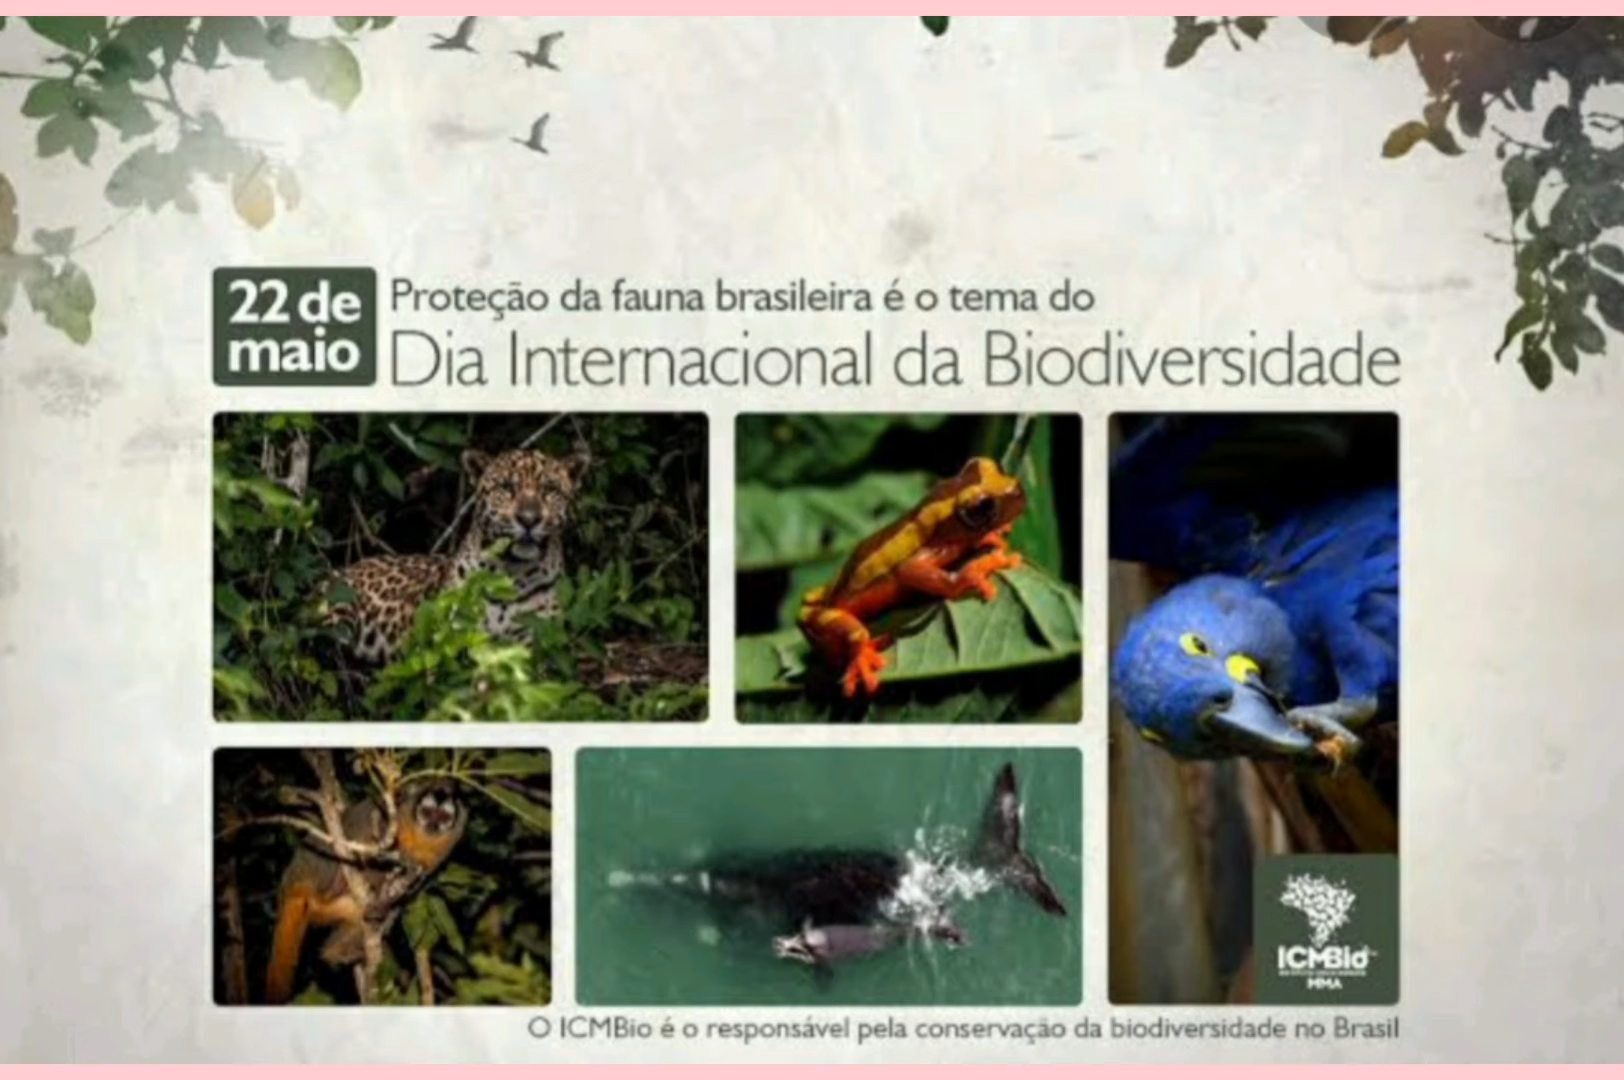 22 de
maio
Proteção da fauna brasileira é o tema do
Dia Internacional da Biodiversidade
ICMBio
MMA
O ICMBio é o responsável pela conservação da biodiversidade no Brasil